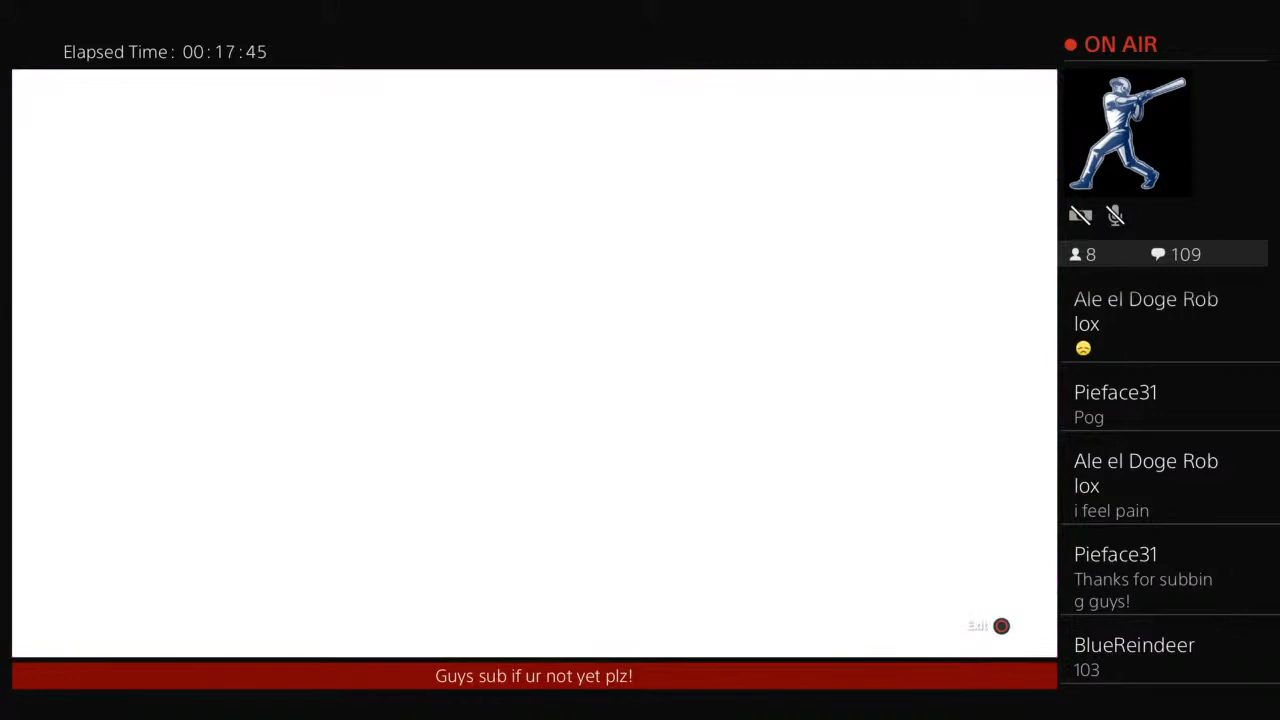 Elapsed Time: 00:17:45
ON AIR
8 109
Ale el Doge Rob
lox
Pieface31
Pog
Ale el Doge Rob
lox
i feel pain
Pieface31
Thanks for subbin
g guys!
BlueReindeer
103
Exit
Guys sub if ur not yet plz!